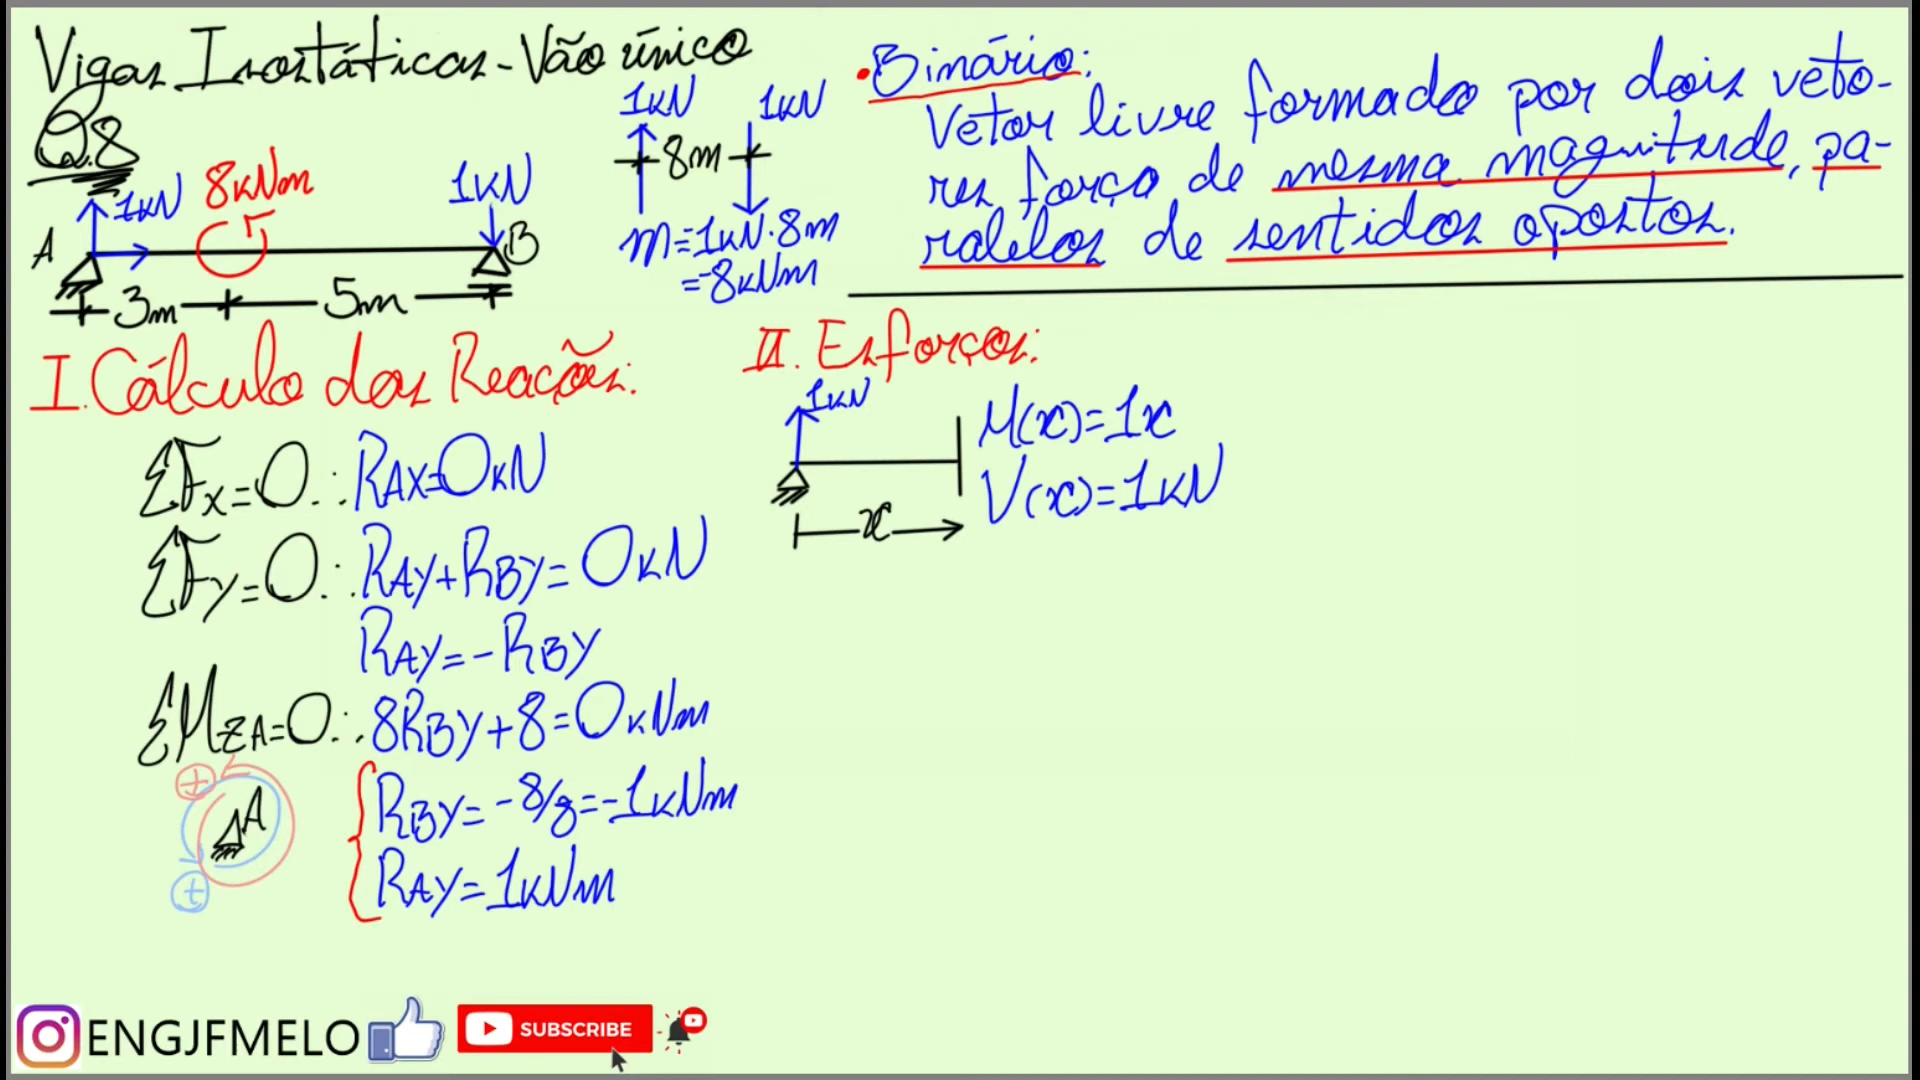 Vigas Isostáticas - Vão único
Q.8
1kN 8kNm 1kN
A B
3m 5m
1kN 1kN
8m
m=1kN.8m
=-8kNm
• Binário:
Vetor livre formado por dois veto-
res força de mesma magnitude, pa-
ralelos de sentidos opostos.
I. Cálculo das Reações:
ΣFx=0∴ RAX=0kN
ΣFy=0∴ RAY+RBY=0kN
RAY=-RBY
ΣMZA=0∴ 8RBY+8=0kNm
+ A +
RBY=-8/8=-1kNm
RAY=1kNm
II. Esforços:
1kN
M(x)=1x
V(x)=1kN
x
ENGJFMELO SUBSCRIBE